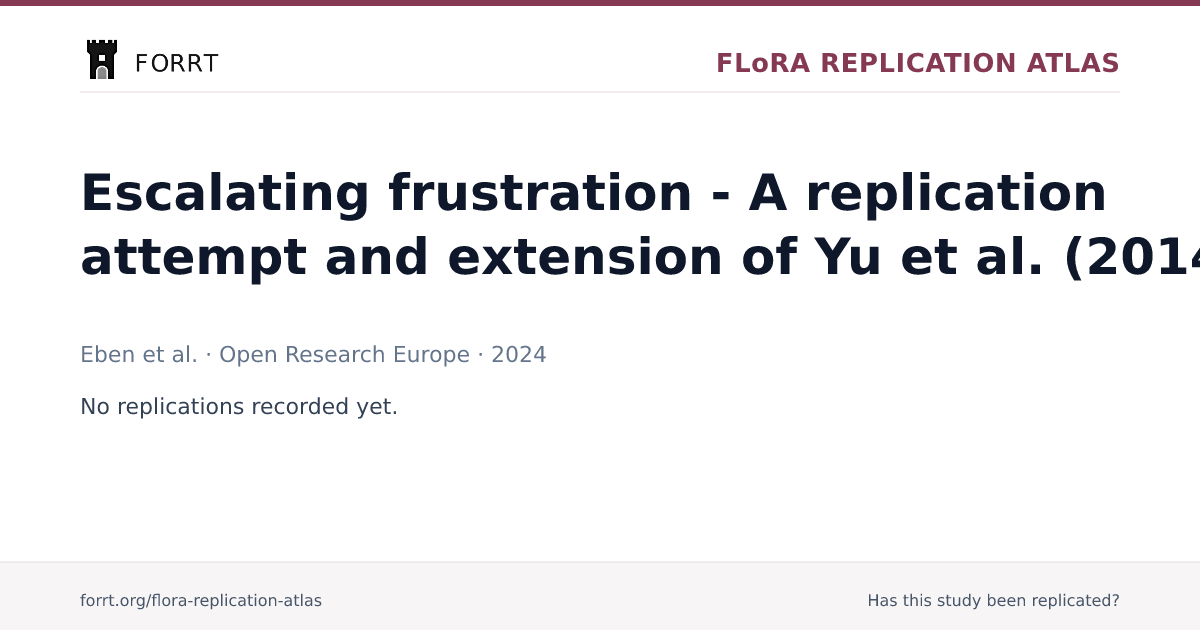 FORRT
FLoRA REPLICATION ATLAS
Escalating frustration - A replication
attempt and extension of Yu et al. (2014
Eben et al. · Open Research Europe · 2024
No replications recorded yet.
forrt.org/flora-replication-atlas
Has this study been replicated?